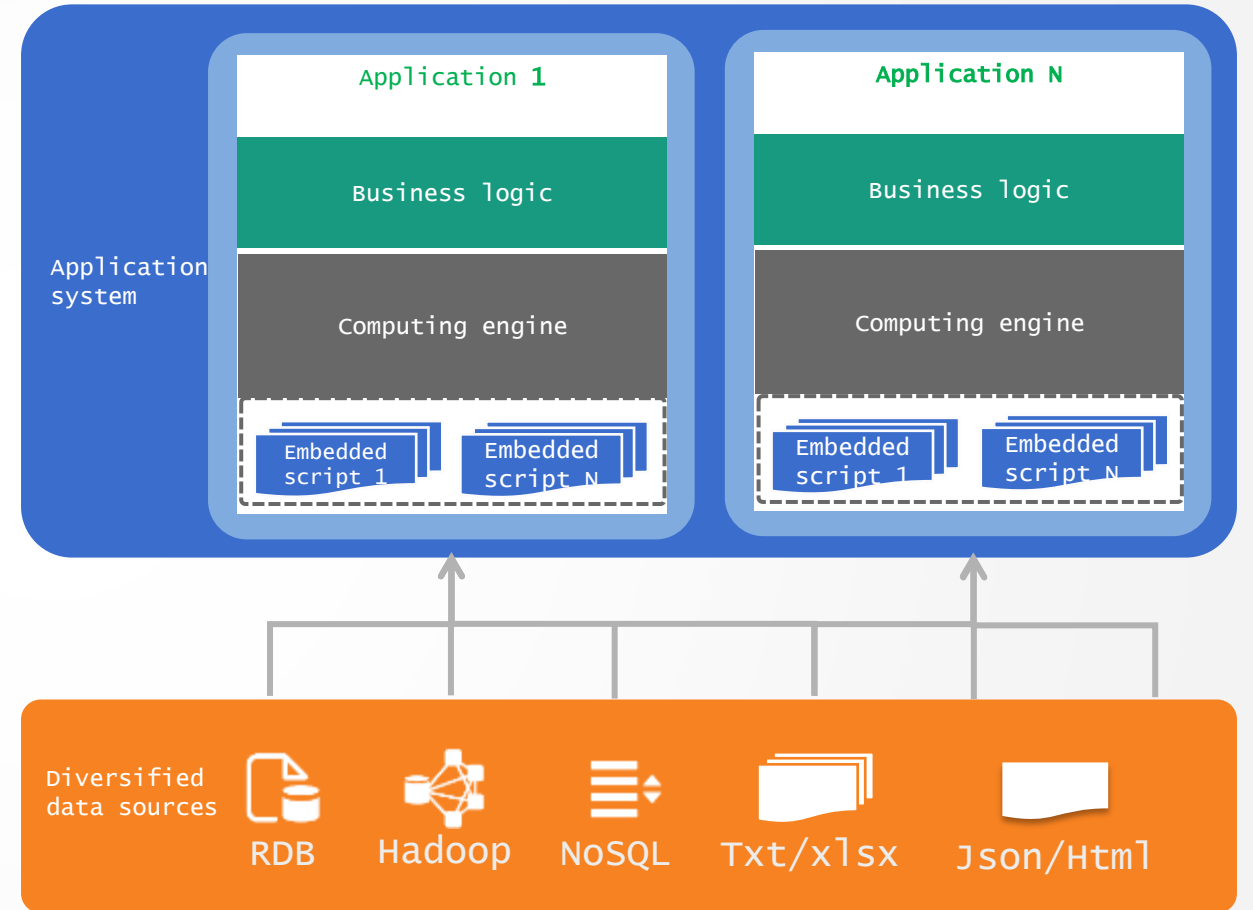 Application 1
Business logic
Computing engine
Embedded
script 1
Embedded
script N
Application N
Business logic
Computing engine
Embedded
script 1
Embedded
script N
Application
system
Diversified
data sources
RDB
Hadoop
NoSQL
Txt/xlsx
Json/Html